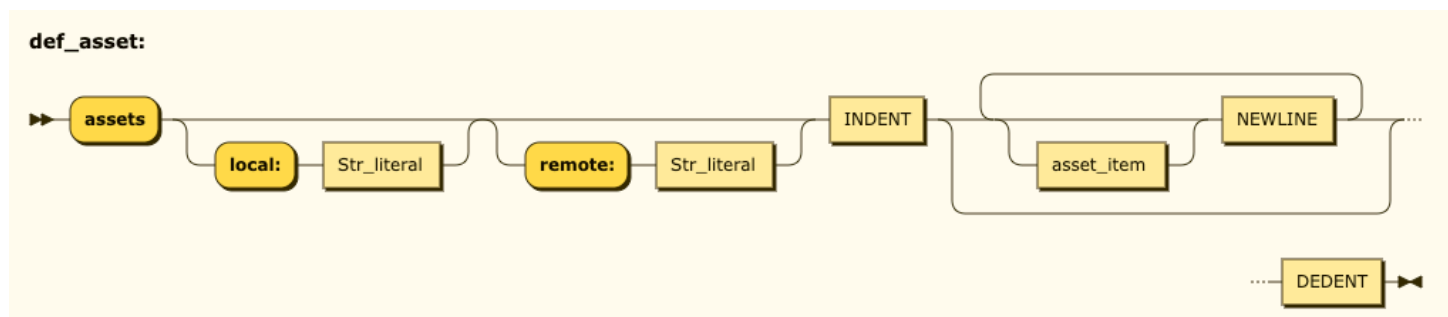 def_asset:
assets INDENT NEWLINE
local: Str_literal remote: Str_literal asset_item
DEDENT